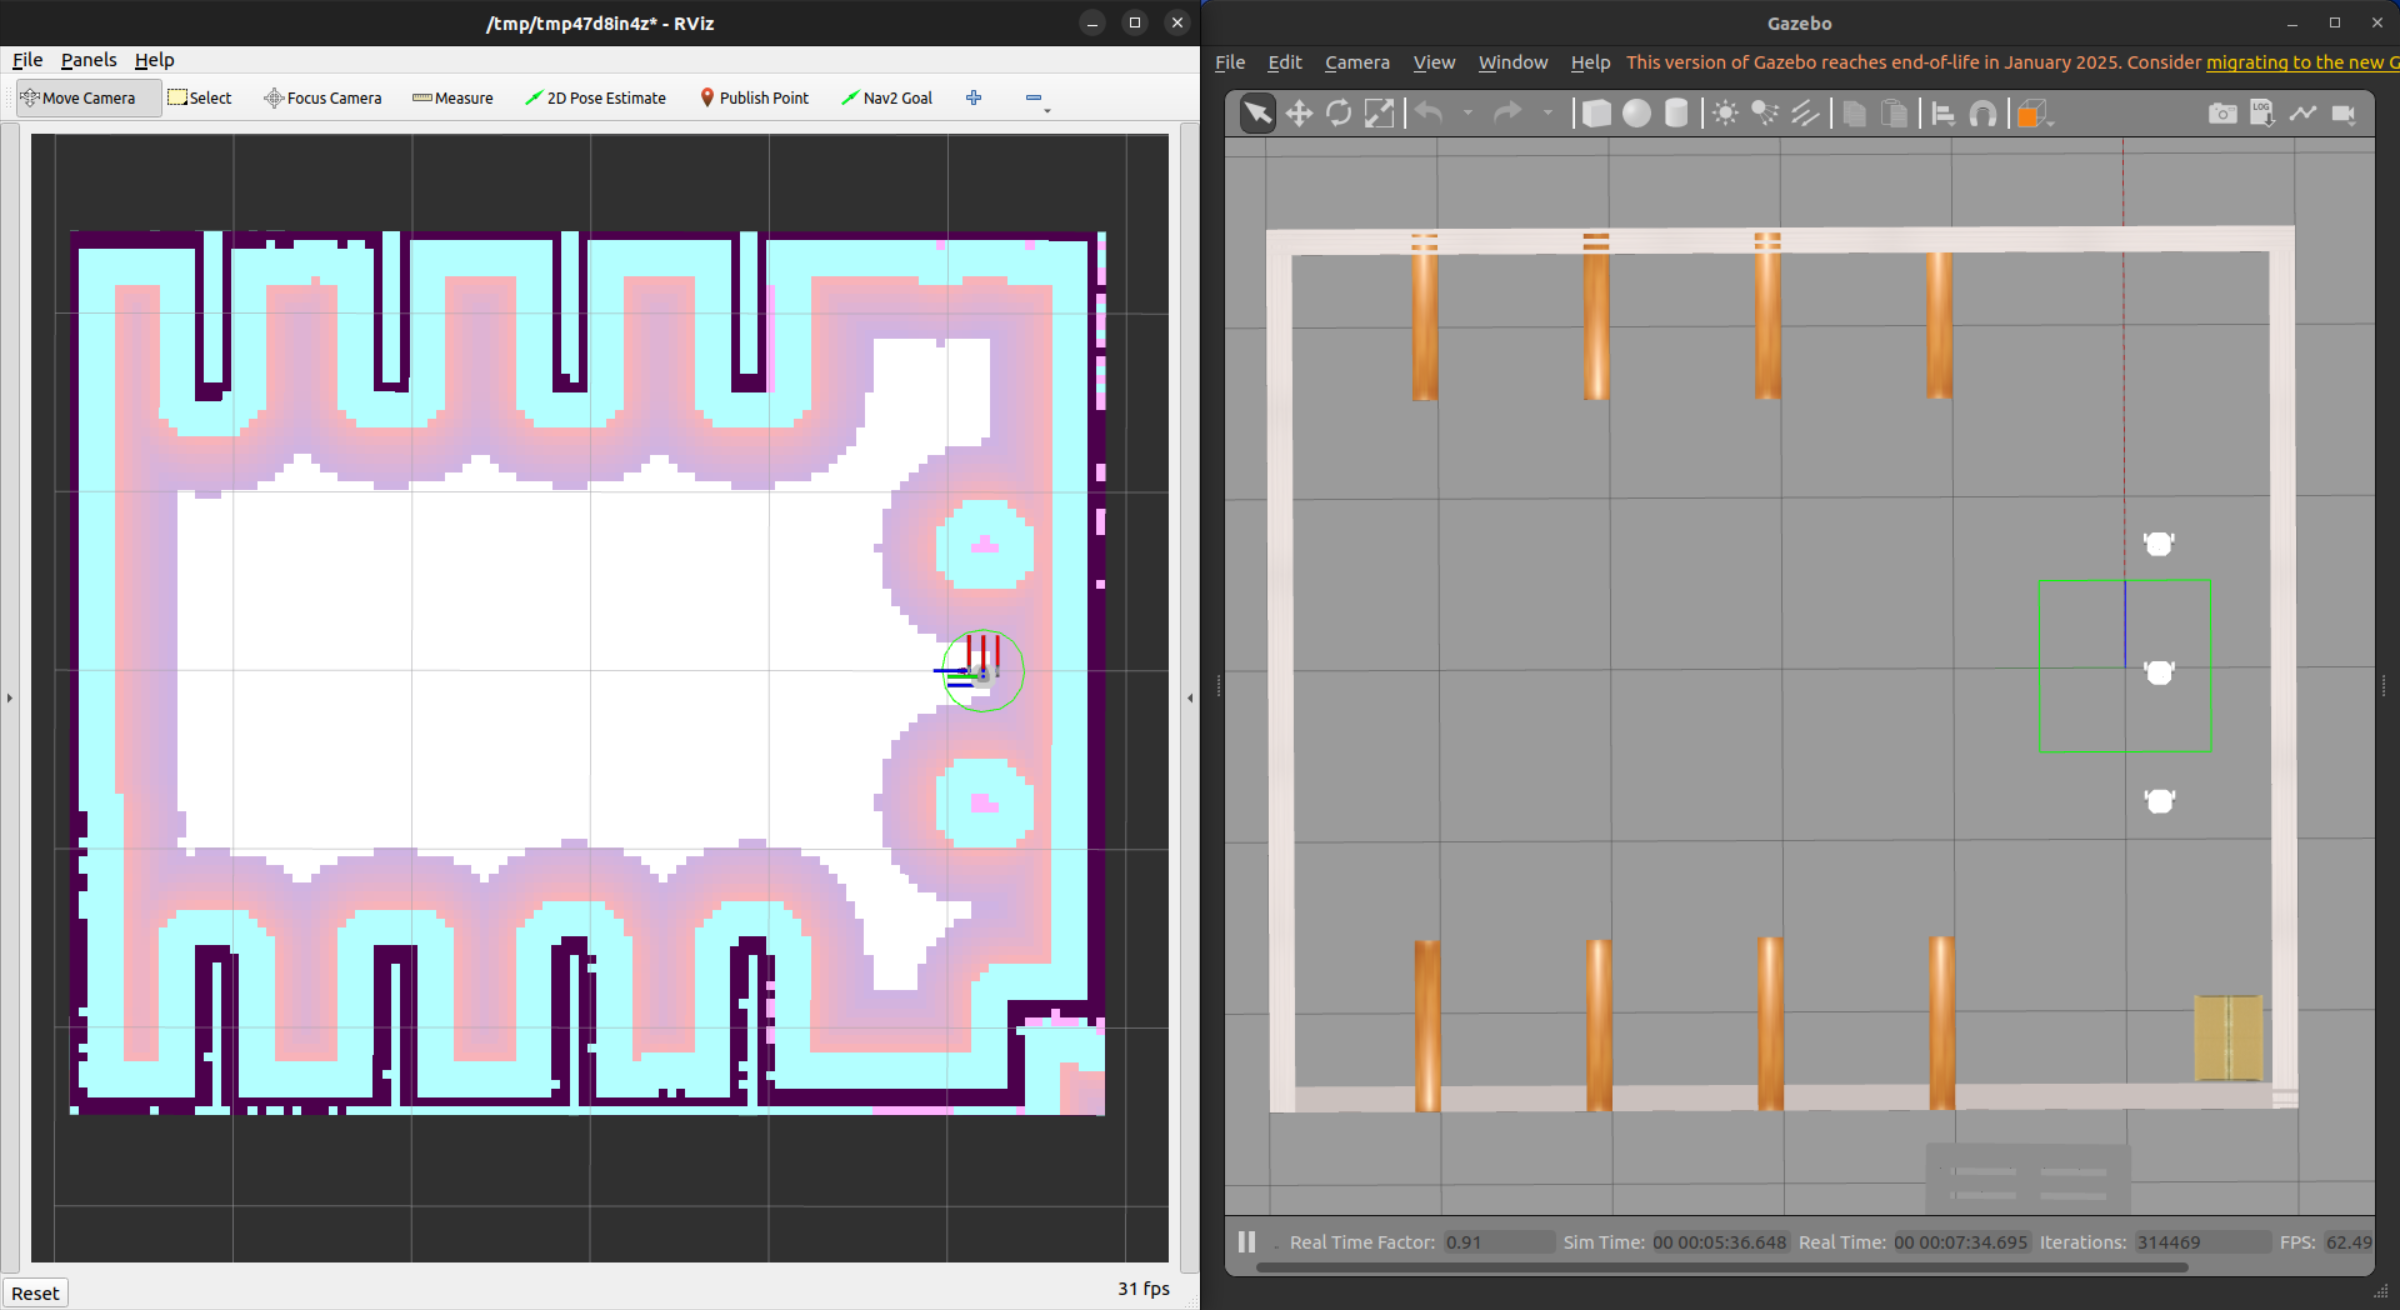 /tmp/tmp47d8in4z* - RViz
File Panels Help
Move Camera Select Focus Camera Measure 2D Pose Estimate Publish Point Nav2 Goal
Reset
31 fps
Gazebo
File Edit Camera View Window Help This version of Gazebo reaches end-of-life in January 2025. Consider migrating to the new G
LOG
Real Time Factor: 0.91 Sim Time: 00 00:05:36.648 Real Time: 00 00:07:34.695 Iterations: 314469 FPS: 62.49